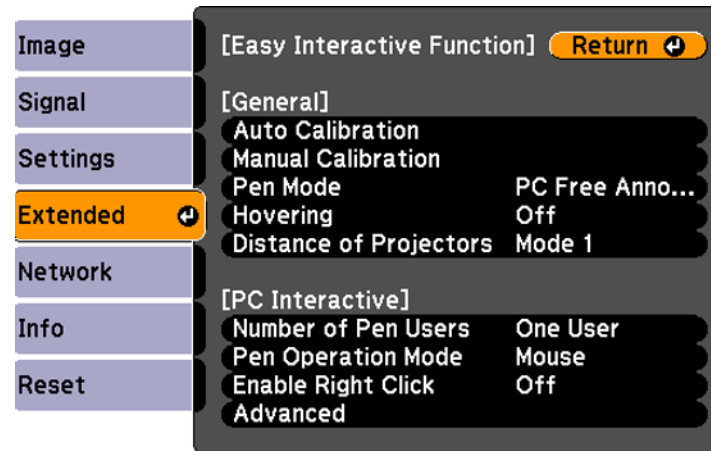 Image
Signal
Settings
Extended
Network
Info
Reset
[Easy Interactive Function] Return
[General]
Auto Calibration
Manual Calibration
Pen Mode PC Free Anno...
Hovering Off
Distance of Projectors Mode 1
[PC Interactive]
Number of Pen Users One User
Pen Operation Mode Mouse
Enable Right Click Off
Advanced